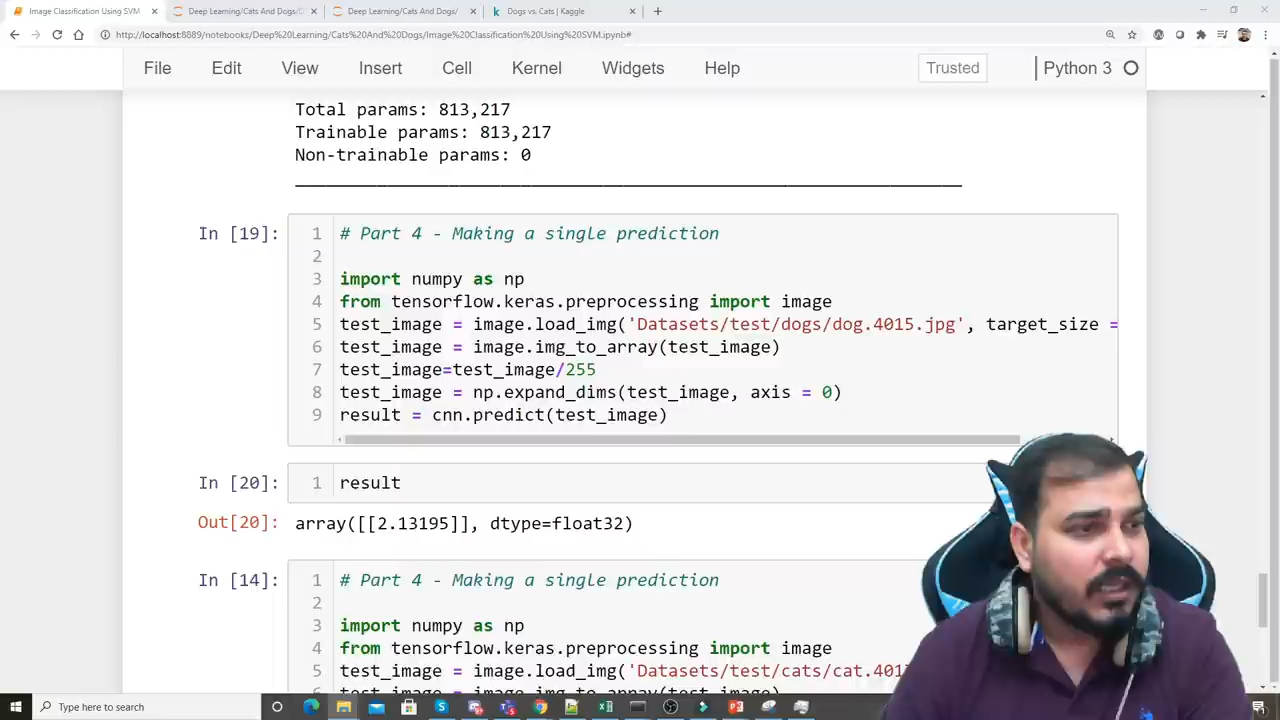 Image Classification Using SVM
Deep Learning/Cats And Dogs/
Deep Learning/Cats And Dogs/
Dogs vs. Cats | Kaggle
http://localhost:8889/notebooks/Deep%20Learning/Cats%20And%20Dogs/Image%20Classification%20Using%20SVM.ipynb#
File Edit View Insert Cell Kernel Widgets Help Trusted Python 3
Total params: 813,217
Trainable params: 813,217
Non-trainable params: 0
In [19]:
1 # Part 4 - Making a single prediction
2
3 import numpy as np
4 from tensorflow.keras.preprocessing import image
5 test_image = image.load_img('Datasets/test/dogs/dog.4015.jpg', target_size =
6 test_image = image.img_to_array(test_image)
7 test_image=test_image/255
8 test_image = np.expand_dims(test_image, axis = 0)
9 result = cnn.predict(test_image)
In [20]:
1 result
Out[20]: array([[2.13195]], dtype=float32)
In [14]:
1 # Part 4 - Making a single prediction
2
3 import numpy as np
4 from tensorflow.keras.preprocessing import image
5 test_image = image.load_img('Datasets/test/cats/cat.401
6 test_image = image.img_to_array(test_image)
Type here to search